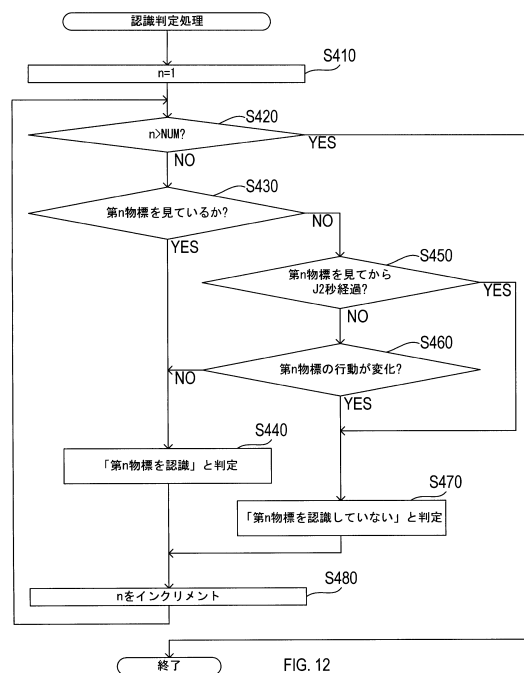 認識判定処理
S410
n=1
S420
n>NUM?
YES
NO
S430
第n物標を見ているか?
NO
YES
S450
第n物標を見てから
J2秒経過?
YES
NO
S460
第n物標の行動が変化?
NO
YES
S440
「第n物標を認識」と判定
S470
「第n物標を認識していない」と判定
S480
nをインクリメント
終了
FIG. 12